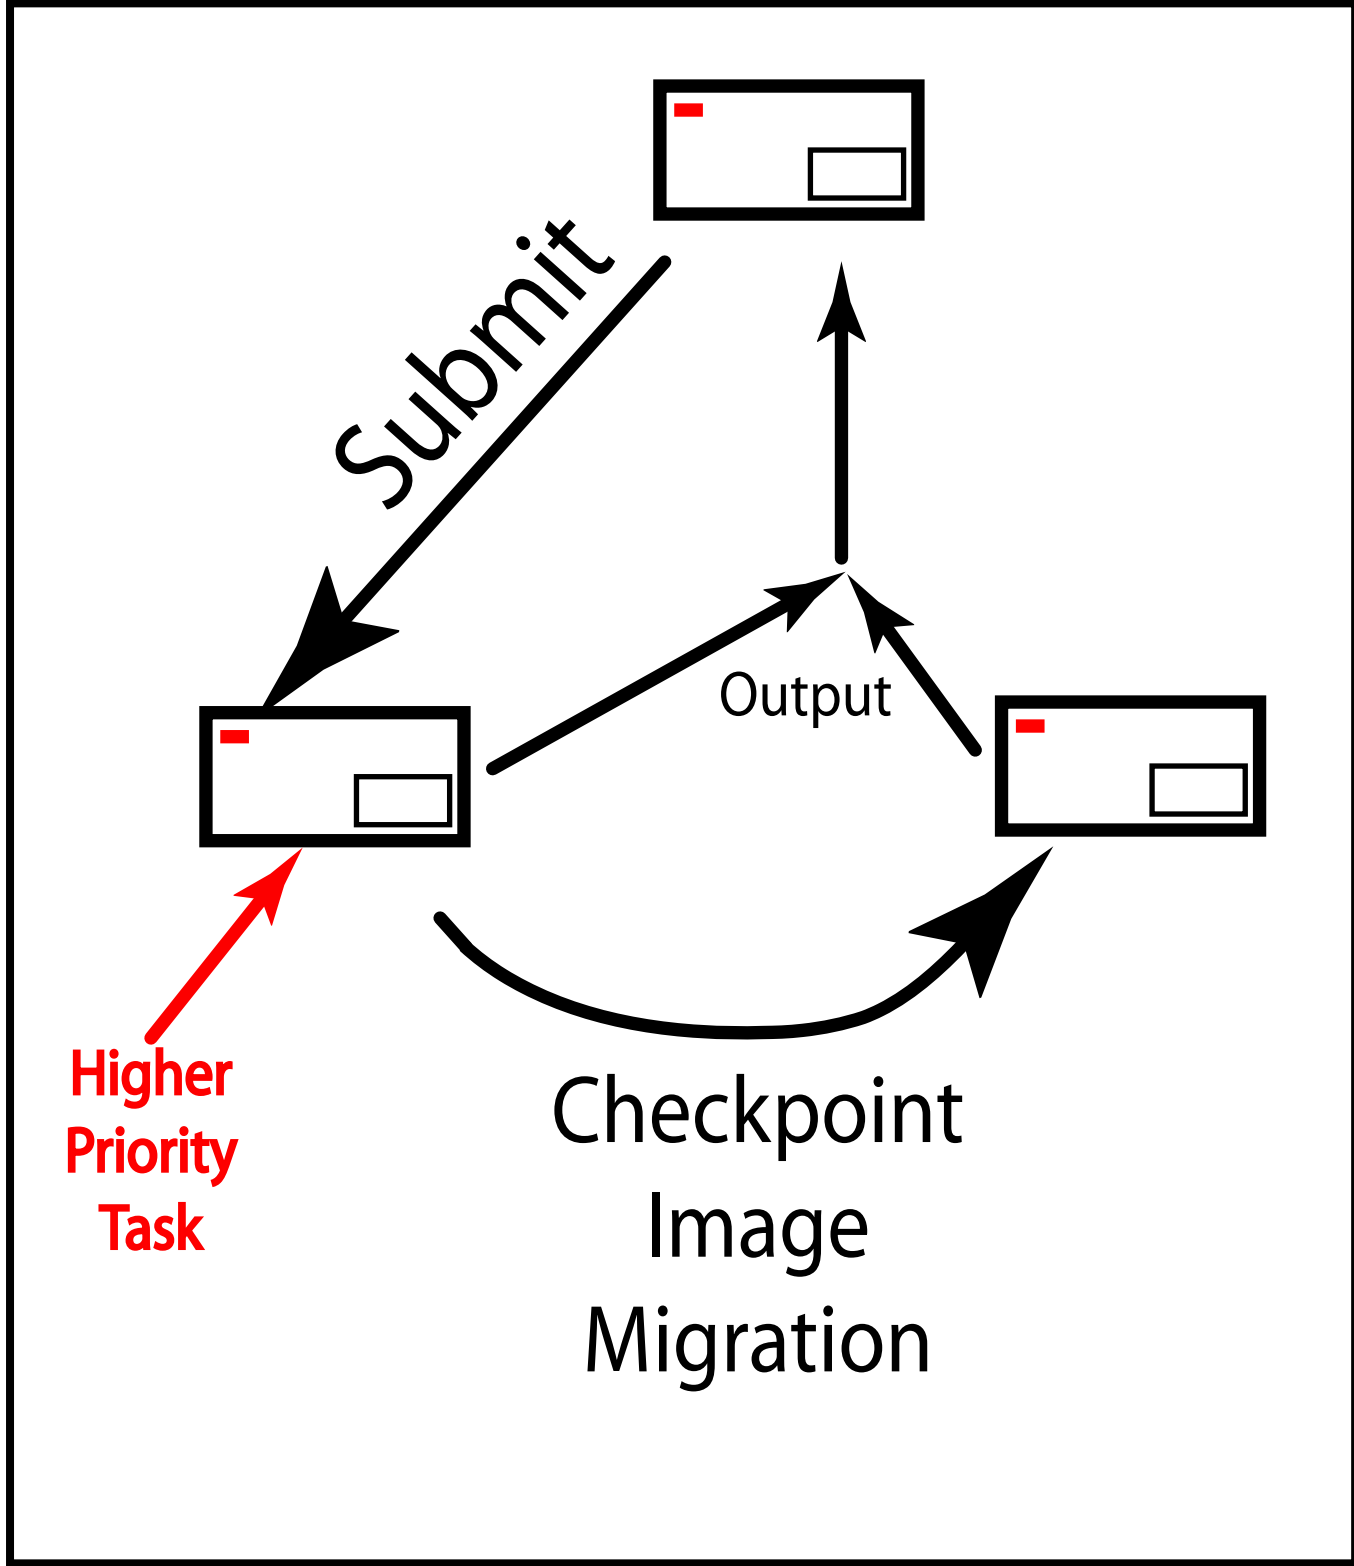 Submit
Output
Higher
Priority
Task
Checkpoint
Image
Migration